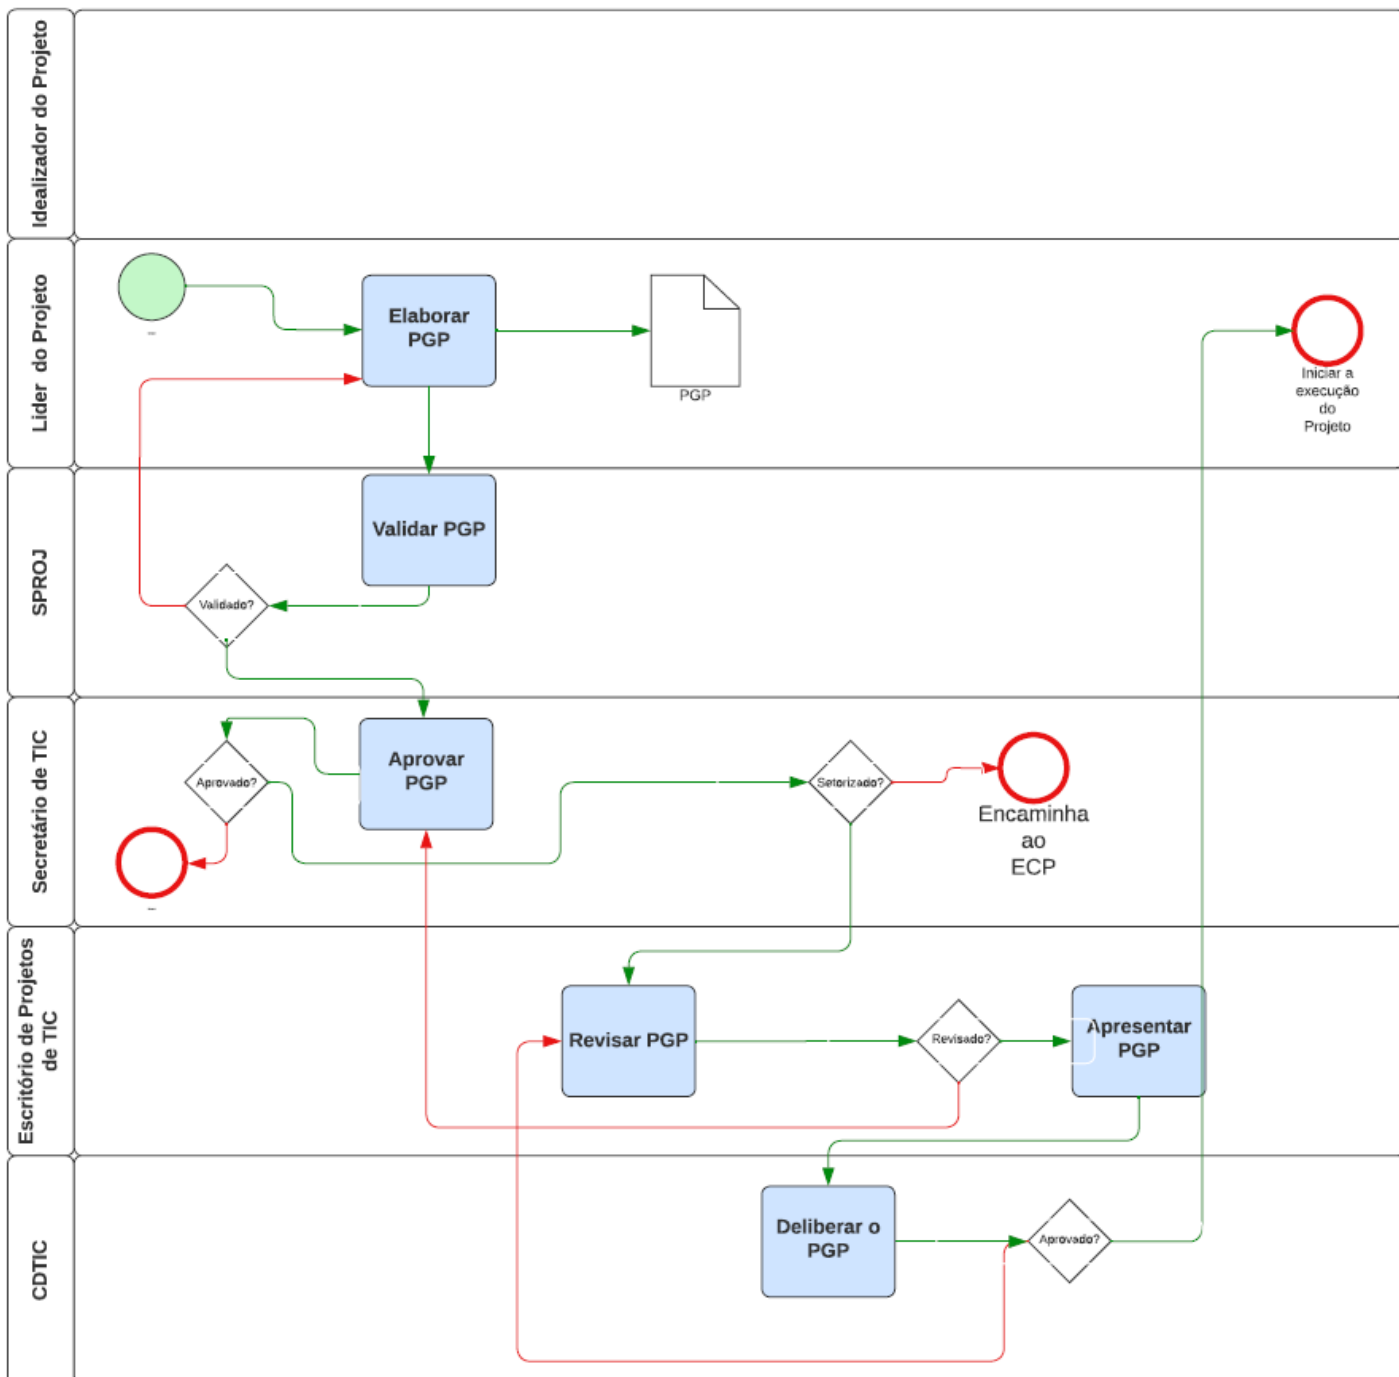 Idealizador do Projeto
Lider do Projeto
Elaborar
PGP
PGP
Iniciar a
execução
do
Projeto
SPROJ
Validar PGP
Validado?
Secretário de TIC
Aprovar
PGP
Aprovado?
Setorizado?
Encaminha
ao
ECP
Escritório de Projetos
de TIC
Revisar PGP
Revisado?
Apresentar
PGP
CDTIC
Deliberar o
PGP
Aprovado?